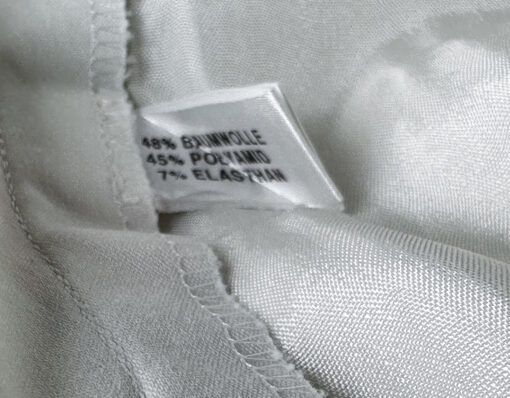 48% BAUMWOLLE
45% POLYAMID
7% ELASTHAN